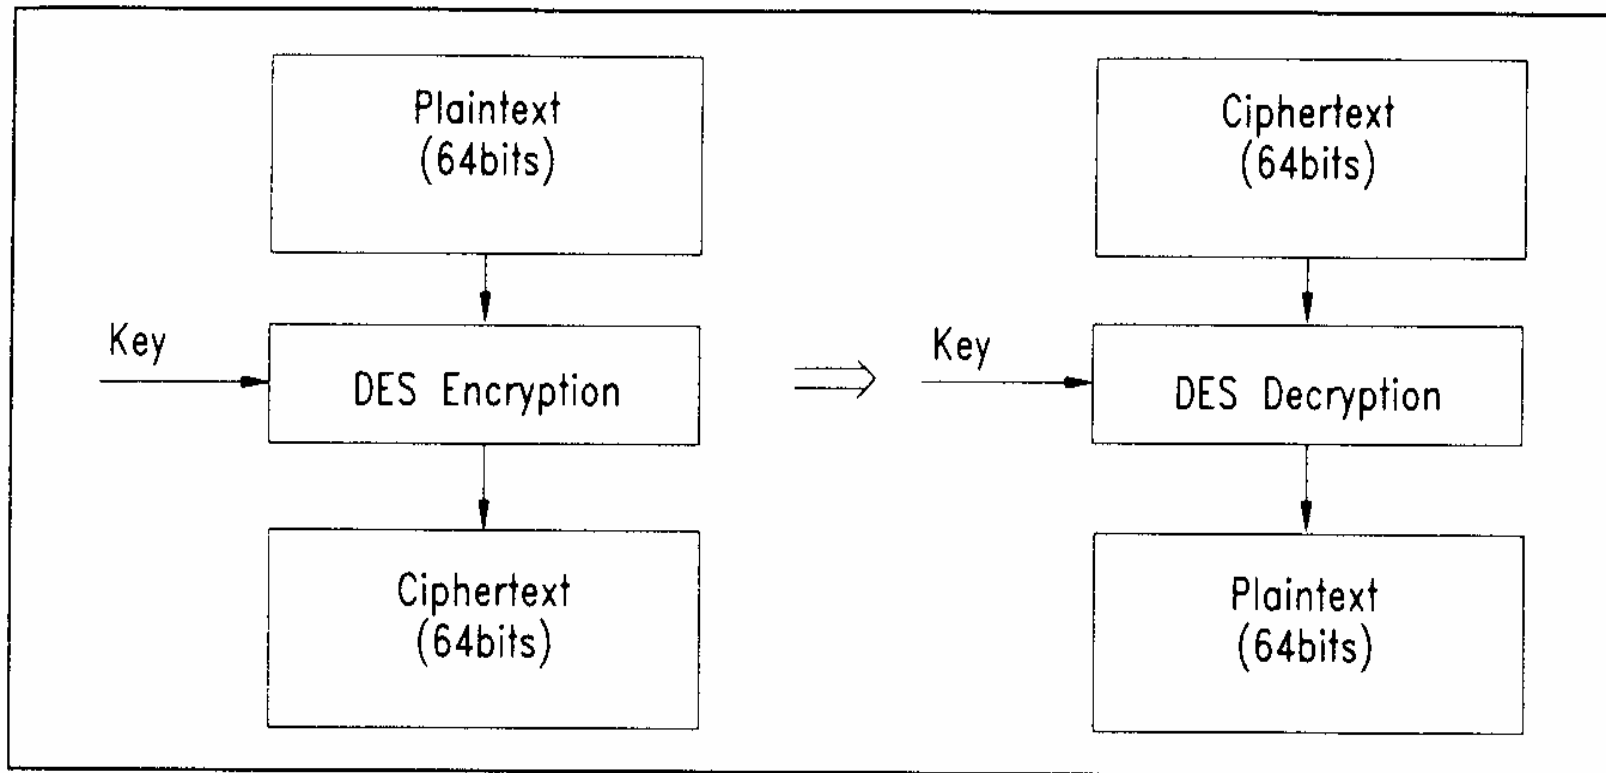 Plaintext
(64bits)
Key
DES Encryption
Ciphertext
(64bits)
Ciphertext
(64bits)
Key
DES Decryption
Plaintext
(64bits)